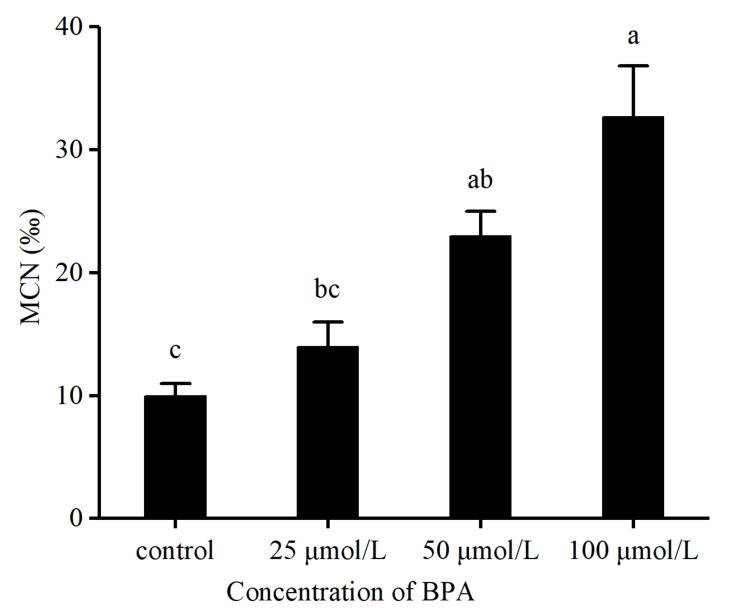 40
a
30
ab
MCN (‰)
20
bc
c
10
0
control 25 μmol/L 50 μmol/L 100 μmol/L
Concentration of BPA